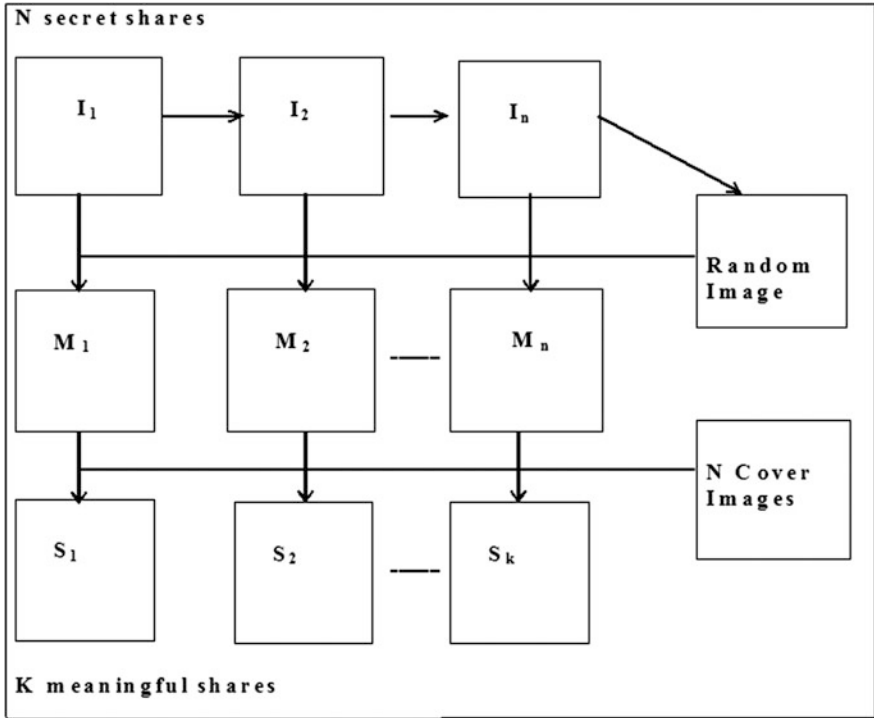 N secret shares
I₁
I₂
Iₙ
Random
Image
M₁
M₂
Mₙ
N Cover
Images
S₁
S₂
Sₖ
K meaningful shares